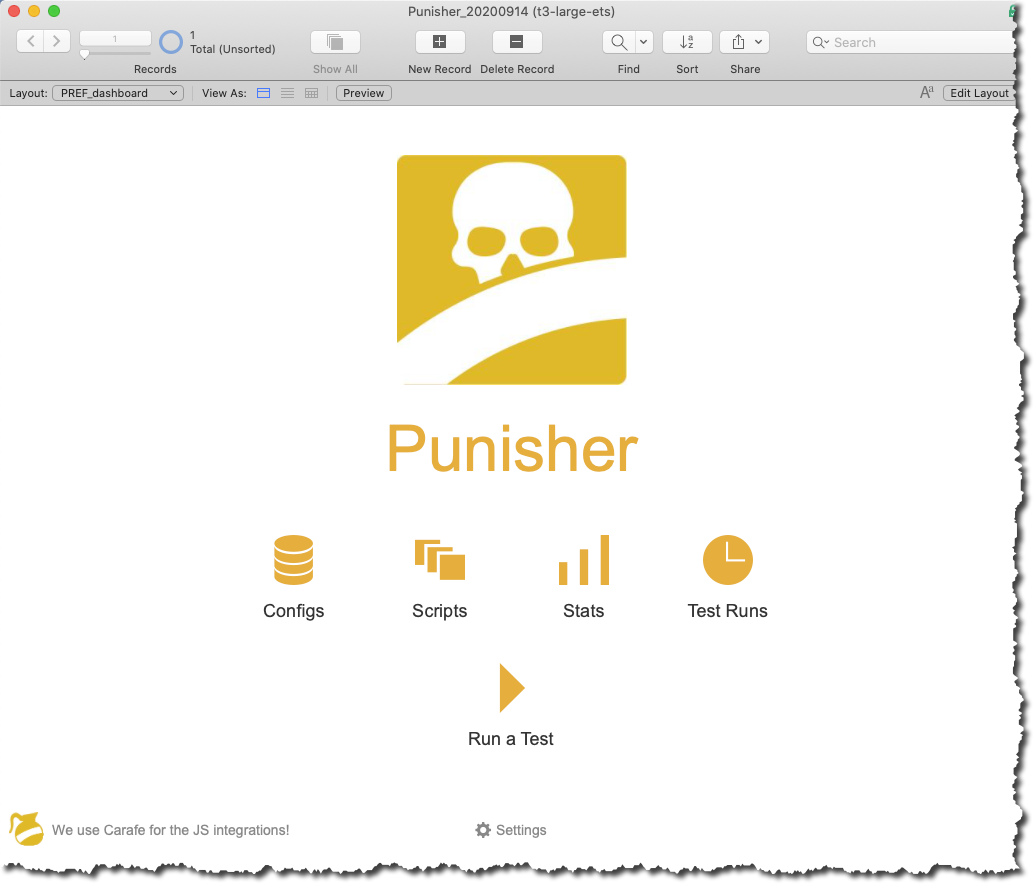 Punisher_20200914 (t3-large-ets)
1
1
Total (Unsorted)
Search
Records
Show All
New Record
Delete Record
Find
Sort
Share
Layout:
PREF_dashboard
View As:
Preview
Aa
Edit Layout
Punisher
Configs
Scripts
Stats
Test Runs
Run a Test
We use Carafe for the JS integrations!
Settings